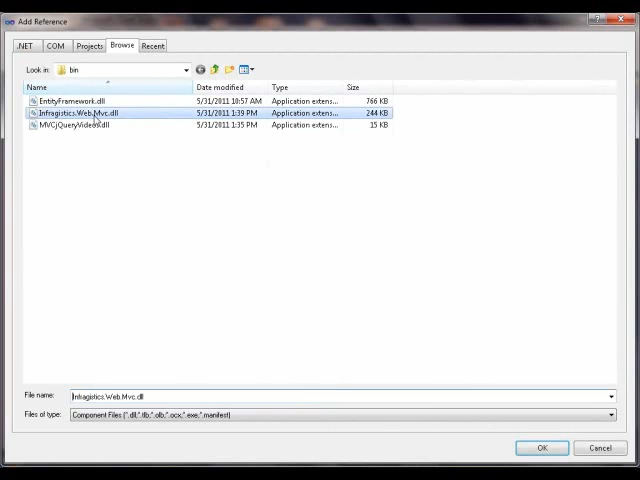 Add Reference
.NET COM Projects Browse Recent
Look in: bin
Name Date modified Type Size
EntityFramework.dll 5/31/2011 10:57 AM Application extens... 766 KB
Infragistics.Web.Mvc.dll 5/31/2011 1:39 PM Application extens... 244 KB
MVCjQueryVideos.dll 5/31/2011 1:35 PM Application extens... 15 KB
File name: Infragistics.Web.Mvc.dll
Files of type: Component Files (*.dll;*.tlb;*.olb;*.ocx;*.exe;*.manifest)
OK Cancel